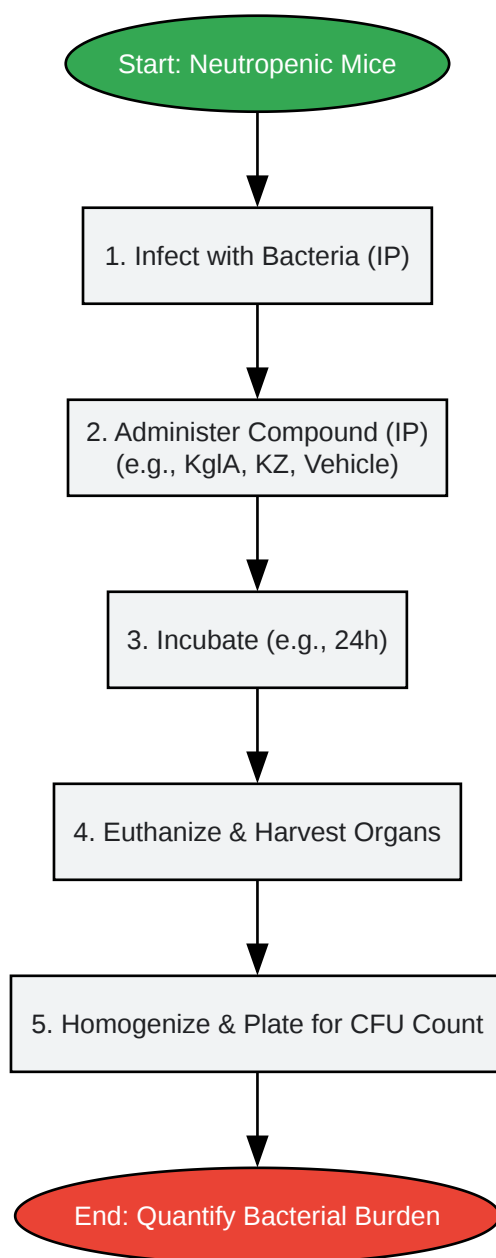 Start: Neutropenic Mice
1. Infect with Bacteria (IP)
2. Administer Compound (IP)
(e.g., KglA, KZ, Vehicle)
3. Incubate (e.g., 24h)
4. Euthanize & Harvest Organs
5. Homogenize & Plate for CFU Count
End: Quantify Bacterial Burden